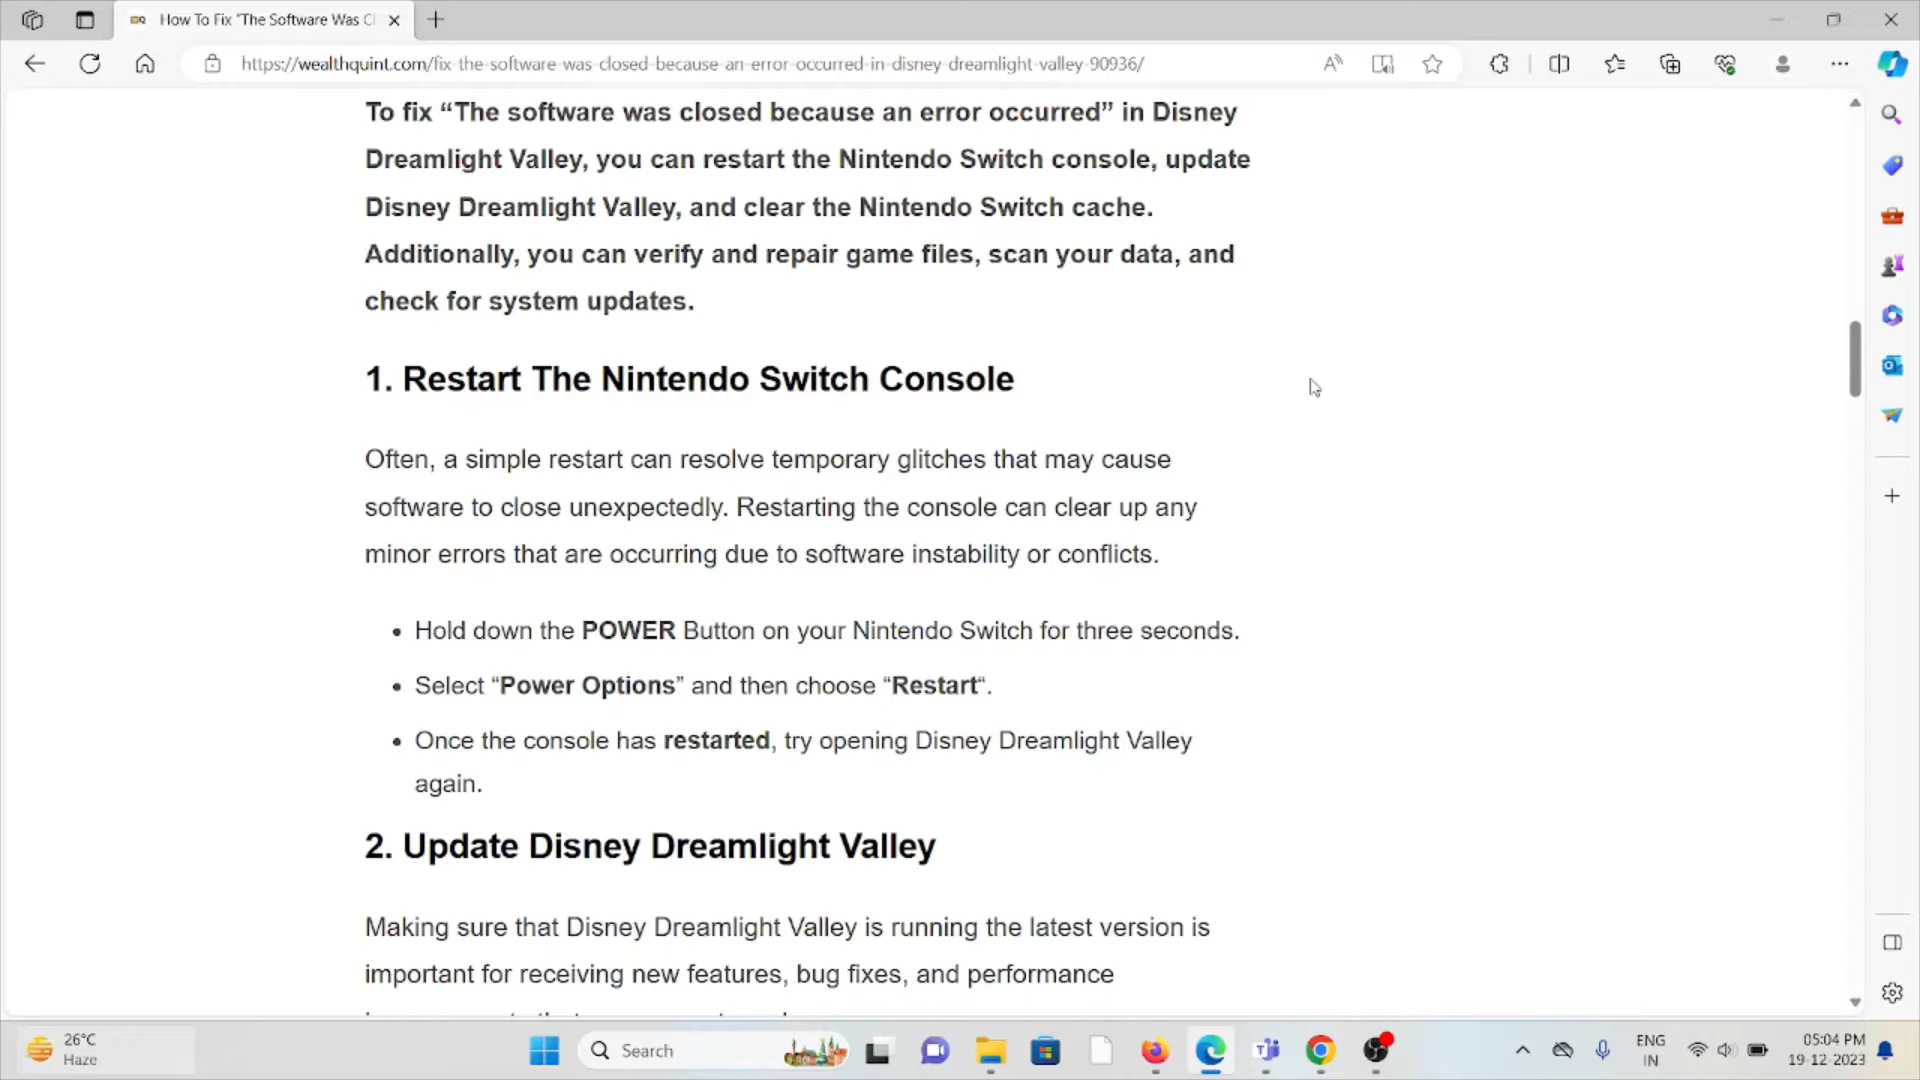 How To Fix "The Software Was Cl
https://wealthquint.com/fix-the-software-was-closed-because-an-error-occurred-in-disney-dreamlight-valley-90936/
To fix “The software was closed because an error occurred” in Disney
Dreamlight Valley, you can restart the Nintendo Switch console, update
Disney Dreamlight Valley, and clear the Nintendo Switch cache.
Additionally, you can verify and repair game files, scan your data, and
check for system updates.
1. Restart The Nintendo Switch Console
Often, a simple restart can resolve temporary glitches that may cause
software to close unexpectedly. Restarting the console can clear up any
minor errors that are occurring due to software instability or conflicts.
• Hold down the POWER Button on your Nintendo Switch for three seconds.
• Select “Power Options” and then choose “Restart“.
• Once the console has restarted, try opening Disney Dreamlight Valley
again.
2. Update Disney Dreamlight Valley
Making sure that Disney Dreamlight Valley is running the latest version is
important for receiving new features, bug fixes, and performance
26°C
Haze
Search
ENG
IN
05:04 PM
19-12-2023